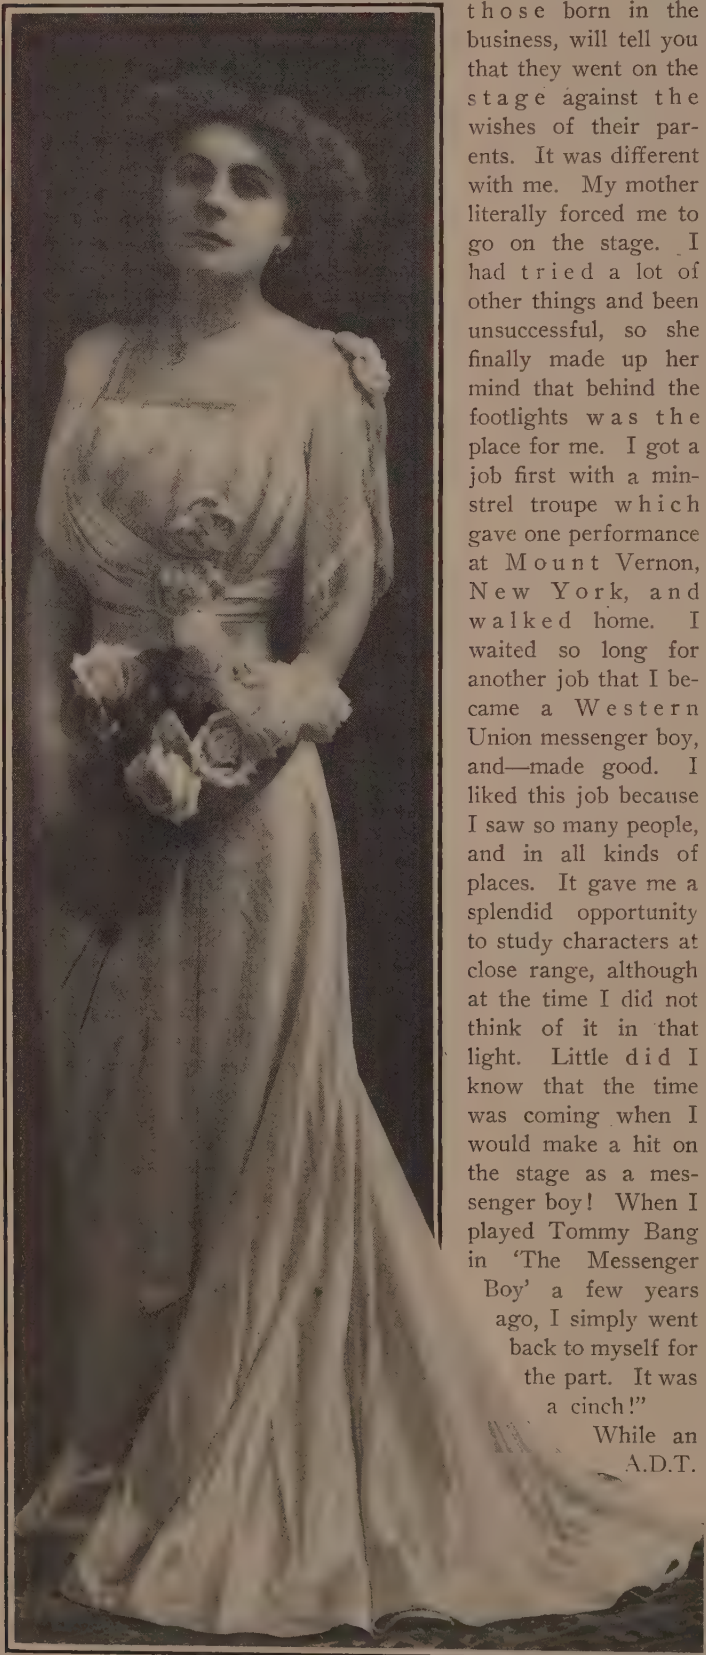 those born in the
business, will tell you
that they went on the
stage against the
wishes of their par-
ents. It was different
with me. My mother
literally forced me to
go on the stage. I
had tried a lot of
other things and been
unsuccessful, so she
finally made up her
mind that behind the
footlights was the
place for me. I got a
job first with a min-
strel troupe which
gave one performance
at Mount Vernon,
New York, and
walked home. I
waited so long for
another job that I be-
came a Western
Union messenger boy,
and—made good. I
liked this job because
I saw so many people,
and in all kinds of
places. It gave me a
splendid opportunity
to study characters at
close range, although
at the time I did not
think of it in that
light. Little did I
know that the time
was coming when I
would make a hit on
the stage as a mes-
senger boy! When I
played Tommy Bang
in ‘The Messenger
Boy’ a few years
ago, I simply went
back to myself for
the part. It was
a cinch!”
While an
A.D.T.